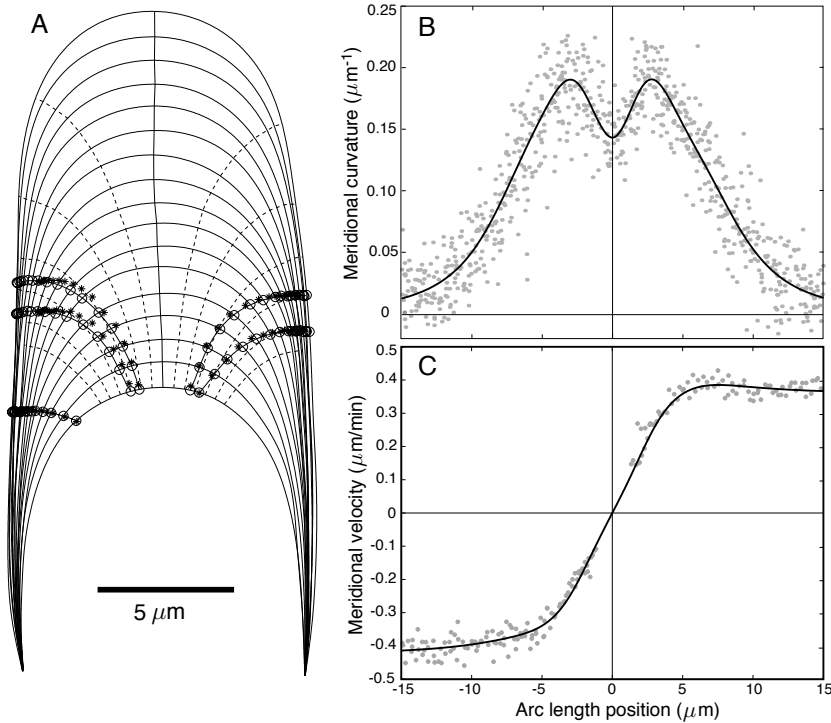 A
5 μm
B
Meridional curvature (μm-1)
0.25
0.20
0.15
0.10
0.05
0
C
Meridional velocity (μm/min)
0.5
0.4
0.3
0.2
0.1
0
-0.1
-0.2
-0.3
-0.4
-0.5
-15 -10 -5 0 5 10 15
Arc length position (μm)